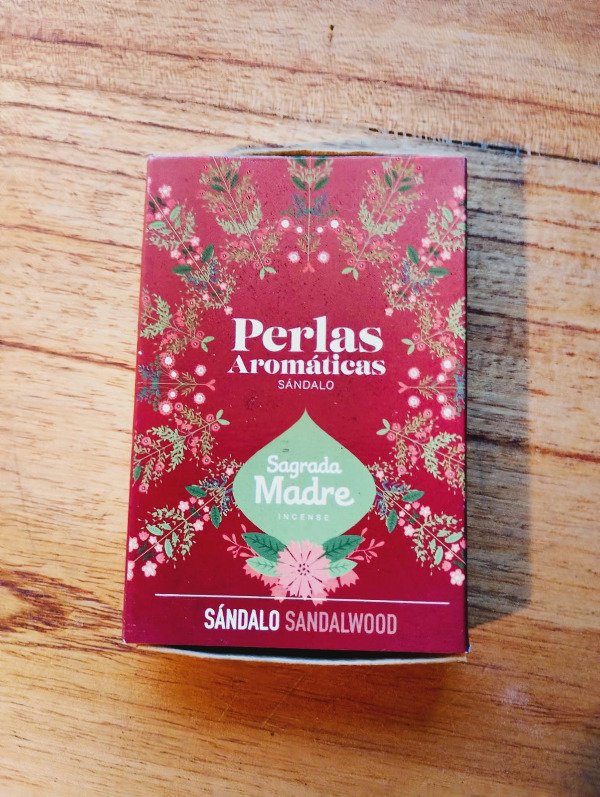 Perlas
Aromáticas
SÁNDALO
Sagrada
Madre
INCENSE
SÁNDALO SANDALWOOD